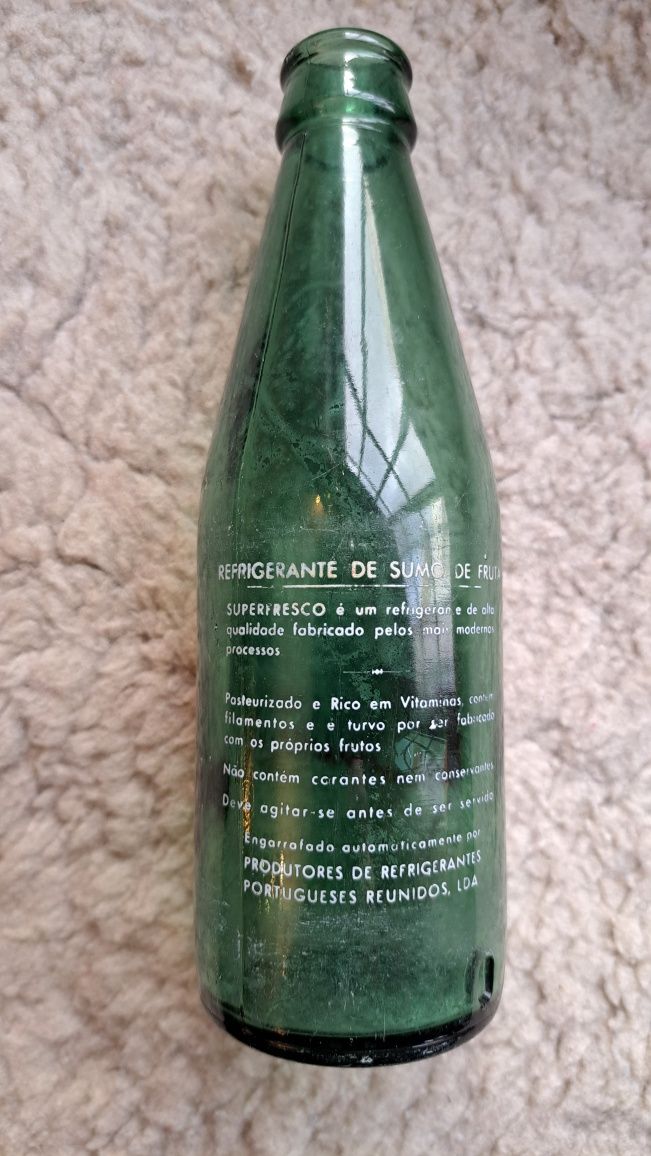 REFRIGERANTE DE SUMO DE FRUTA
SUPERFRESCO é um refrigerante de alta
qualidade fabricado pelos mais modernos
processos
Pasteurizado e Rico em Vitaminas, contém
filamentos e é turvo por ser fabricado
com os próprios frutos
Não contém corantes nem conservantes
Deve agitar-se antes de ser servido
Engarrafado automaticamente por
PRODUTORES DE REFRIGERANTES
PORTUGUESES REUNIDOS, LDA